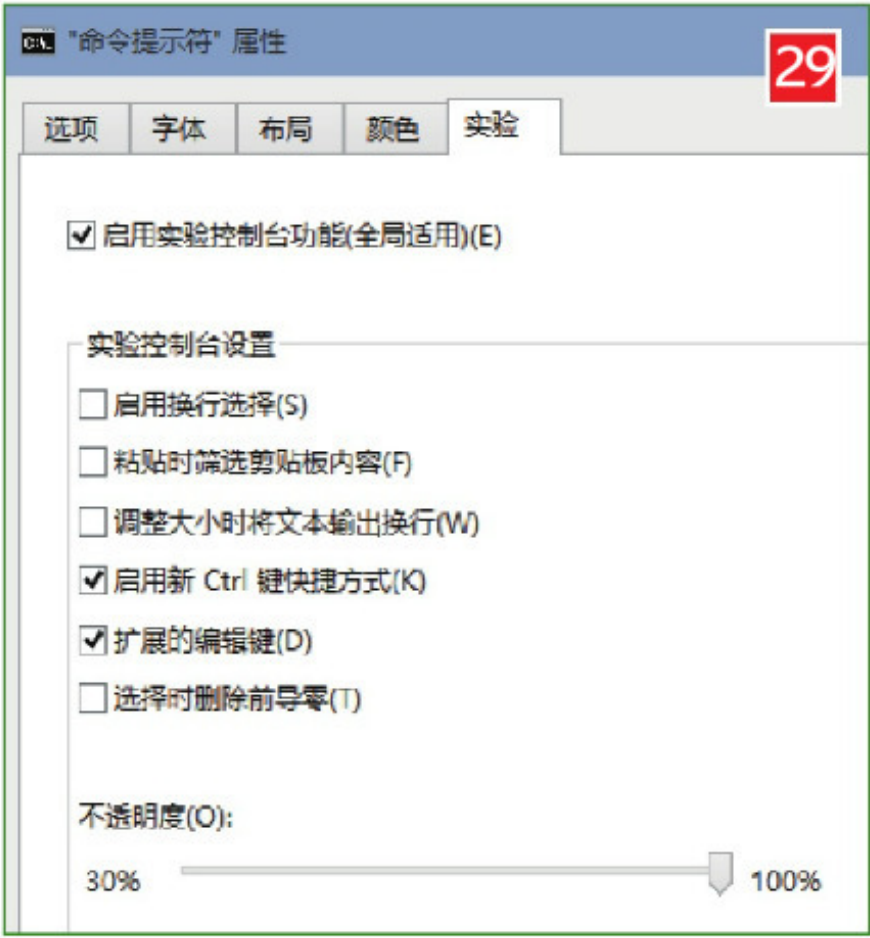 "命令提示符" 属性
29
选项 字体 布局 颜色 实验
启用实验控制台功能(全局适用)(E)
实验控制台设置
启用换行选择(S)
粘贴时筛选剪贴板内容(F)
调整大小时将文本输出换行(W)
启用新 Ctrl 键快捷方式(K)
扩展的编辑键(D)
选择时删除前导零(T)
不透明度(O):
30% 100%